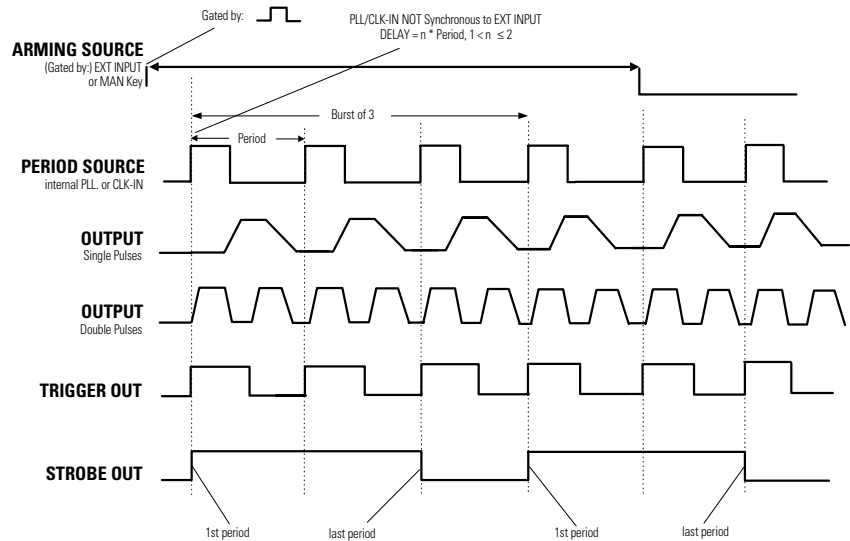 Gated by:
PLL/CLK-IN NOT Synchronous to EXT INPUT
DELAY = n * Period, 1 < n ≤ 2
ARMING SOURCE
(Gated by:) EXT INPUT
or MAN Key
Burst of 3
Period
PERIOD SOURCE
internal PLL. or CLK-IN
OUTPUT
Single Pulses
OUTPUT
Double Pulses
TRIGGER OUT
STROBE OUT
1st period
last period
1st period
last period